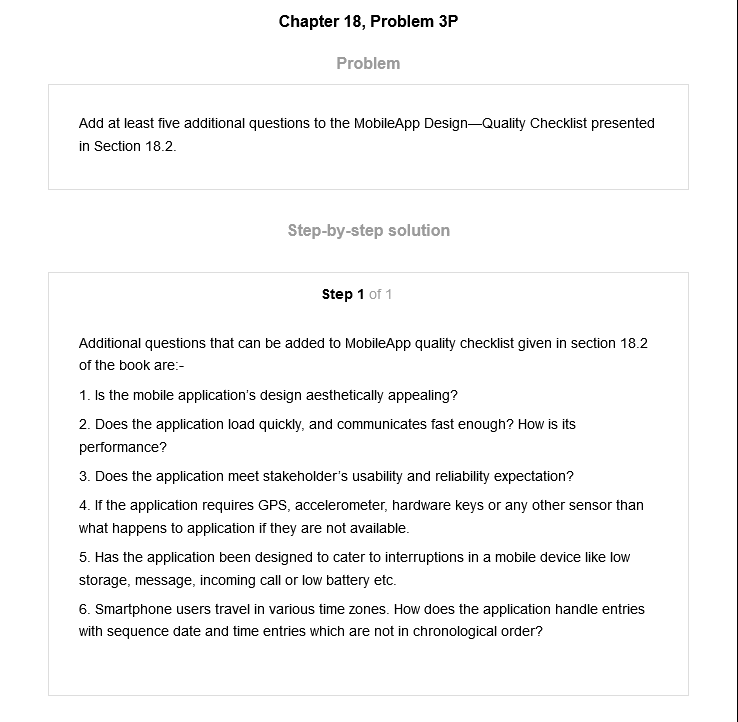 Chapter 18, Problem 3P
Problem
Add at least five additional questions to the MobileApp Design—Quality Checklist presented
in Section 18.2.
Step-by-step solution
Step 1 of 1
Additional questions that can be added to MobileApp quality checklist given in section 18.2
of the book are:-
1. Is the mobile application’s design aesthetically appealing?
2. Does the application load quickly, and communicates fast enough? How is its
performance?
3. Does the application meet stakeholder’s usability and reliability expectation?
4. If the application requires GPS, accelerometer, hardware keys or any other sensor than
what happens to application if they are not available.
5. Has the application been designed to cater to interruptions in a mobile device like low
storage, message, incoming call or low battery etc.
6. Smartphone users travel in various time zones. How does the application handle entries
with sequence date and time entries which are not in chronological order?